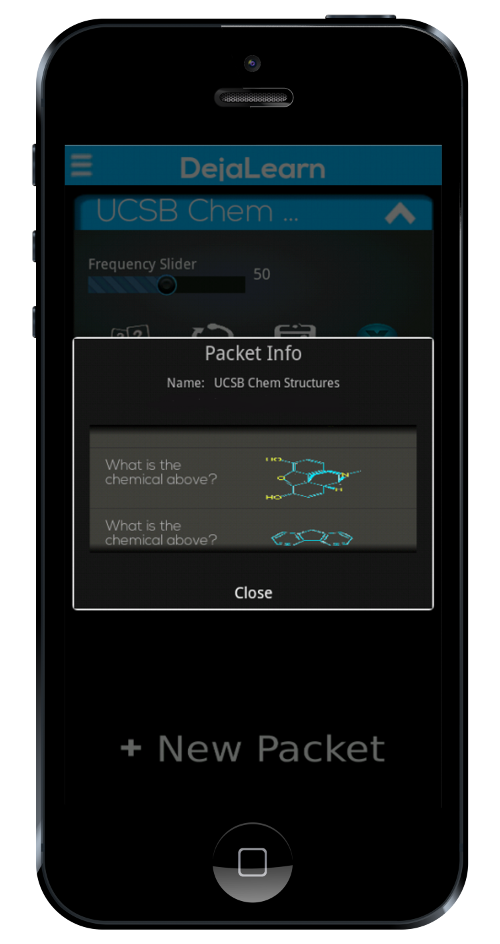 DejaLearn
UCSB Chem ...
Frequency Slider
50
? ?
Packet Info
Name: UCSB Chem Structures
What is the
chemical above?
HO
O
N
HO
H
What is the
chemical above?
Close
+ New Packet